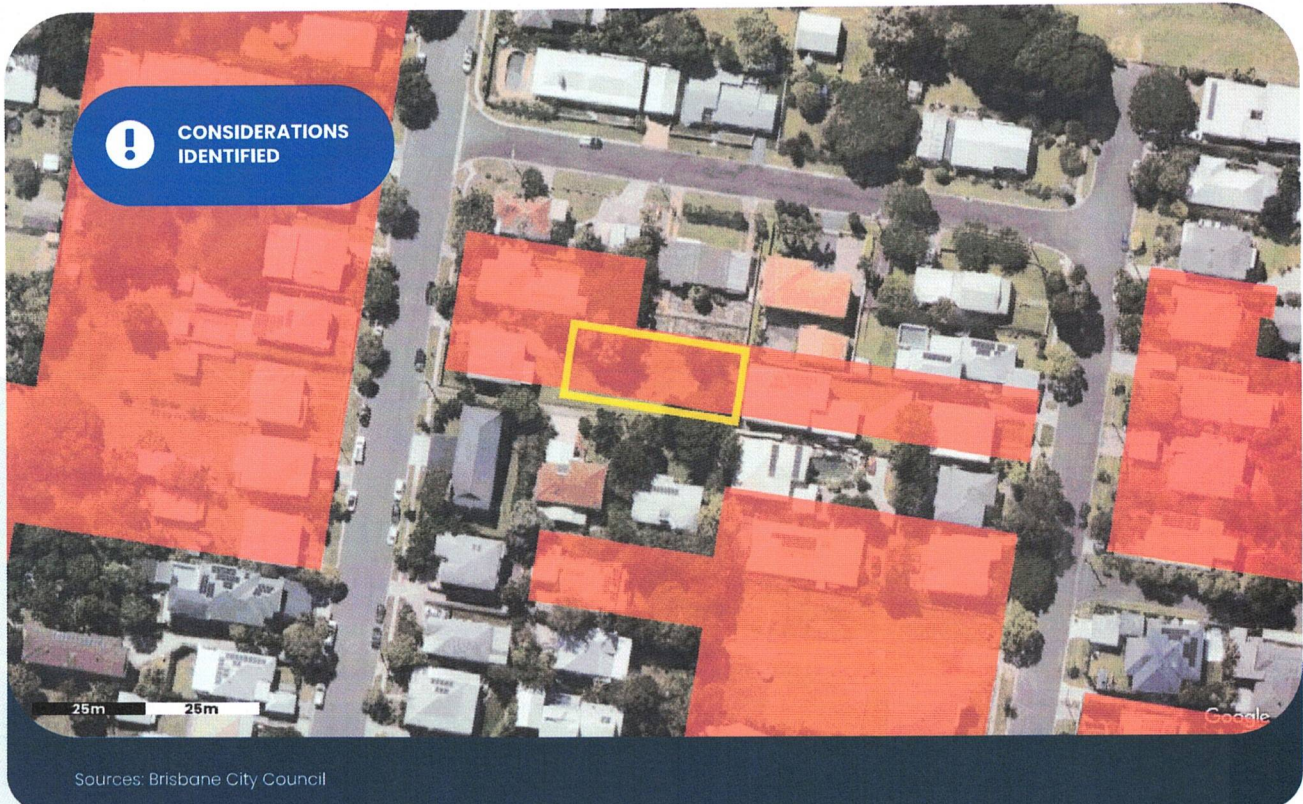 CONSIDERATIONS
IDENTIFIED
25m 25m
Google
Sources: Brisbane City Council